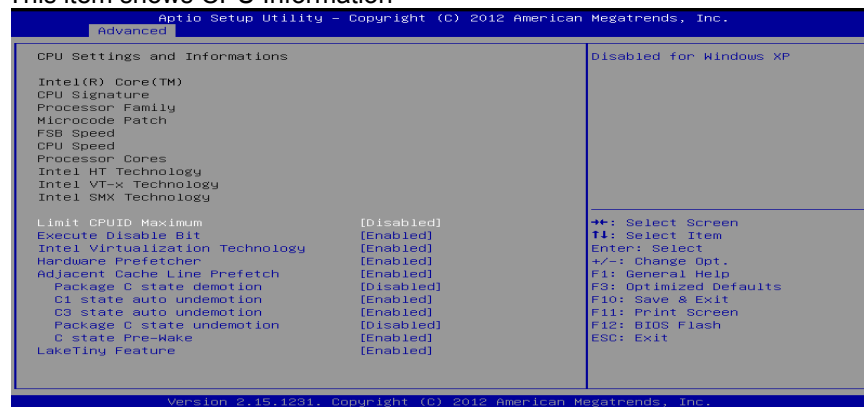 This item shows CPU Information
Aptio Setup Utility – Copyright (C) 2012 American Megatrends, Inc.
Advanced
CPU Settings and Informations
Intel(R) Core(TM)
CPU Signature
Processor Family
Microcode Patch
FSB Speed
CPU Speed
Processor Cores
Intel HT Technology
Intel VT-x Technology
Intel SMX Technology
Limit CPUID Maximum [Disabled]
Execute Disable Bit [Enabled]
Intel Virtualization Technology [Enabled]
Hardware Prefetcher [Enabled]
Adjacent Cache Line Prefetch [Enabled]
Package C state demotion [Disabled]
C1 state auto undemotion [Enabled]
C3 state auto undemotion [Enabled]
Package C state undemotion [Disabled]
C state Pre-Wake [Enabled]
LakeTiny Feature [Enabled]
Disabled for Windows XP
→←: Select Screen
↑↓: Select Item
Enter: Select
+/-: Change Opt.
F1: General Help
F3: Optimized Defaults
F10: Save & Exit
F11: Print Screen
F12: BIOS Flash
ESC: Exit
Version 2.15.1231. Copyright (C) 2012 American Megatrends, Inc.